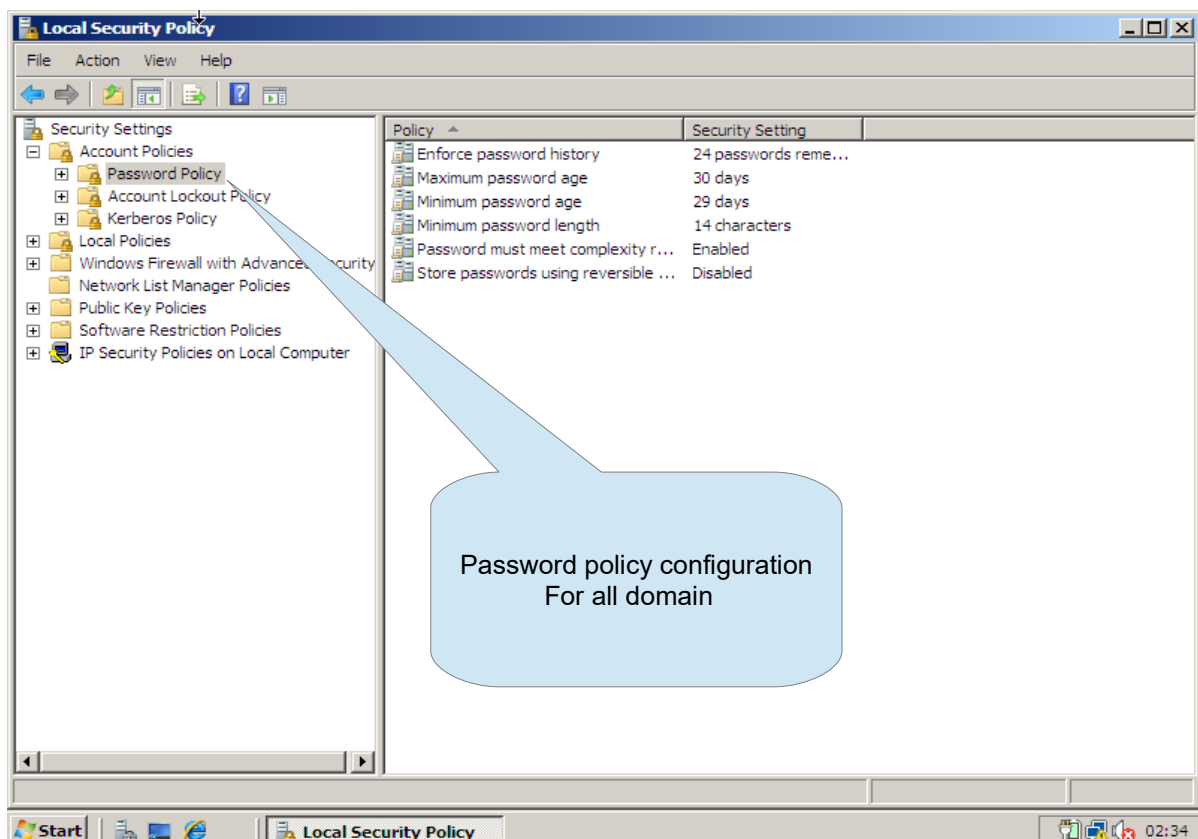 Local Security Policy
File Action View Help
Security Settings
Account Policies
Password Policy
Account Lockout Policy
Kerberos Policy
Local Policies
Windows Firewall with Advanced Security
Network List Manager Policies
Public Key Policies
Software Restriction Policies
IP Security Policies on Local Computer
Policy Security Setting
Enforce password history 24 passwords reme...
Maximum password age 30 days
Minimum password age 29 days
Minimum password length 14 characters
Password must meet complexity r... Enabled
Store passwords using reversible ... Disabled
Password policy configuration
For all domain
Start Local Security Policy 02:34